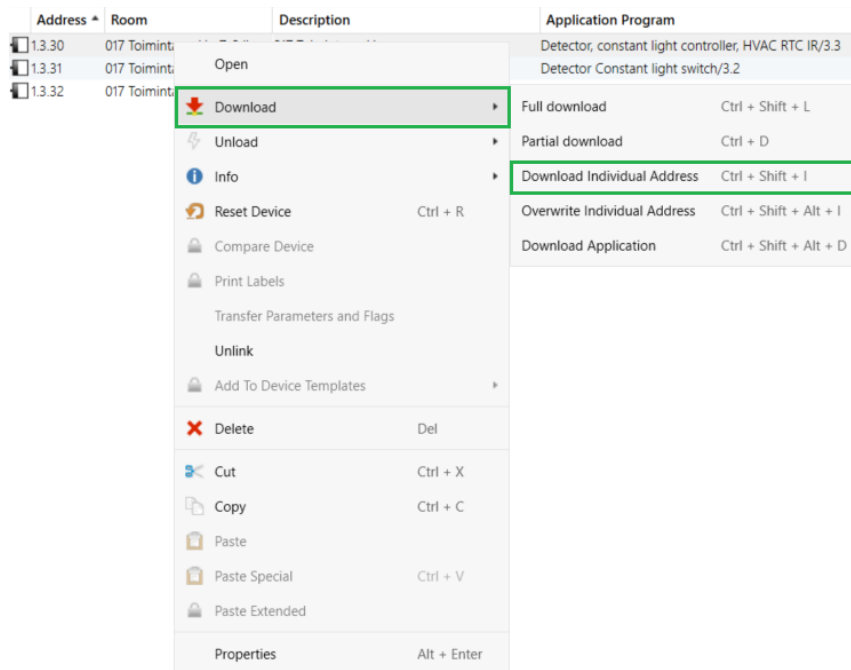 Address Room Description Application Program
1.3.30 017 Toiminta Detector, constant light controller, HVAC RTC IR/3.3
1.3.31 017 Toiminta Detector Constant light switch/3.2
1.3.32 017 Toiminta
Open
Download
Unload
Info
Reset Device Ctrl + R
Compare Device
Print Labels
Transfer Parameters and Flags
Unlink
Add To Device Templates
Delete Del
Cut Ctrl + X
Copy Ctrl + C
Paste
Paste Special Ctrl + V
Paste Extended
Properties Alt + Enter
Full download Ctrl + Shift + L
Partial download Ctrl + D
Download Individual Address Ctrl + Shift + I
Overwrite Individual Address Ctrl + Shift + Alt + I
Download Application Ctrl + Shift + Alt + D